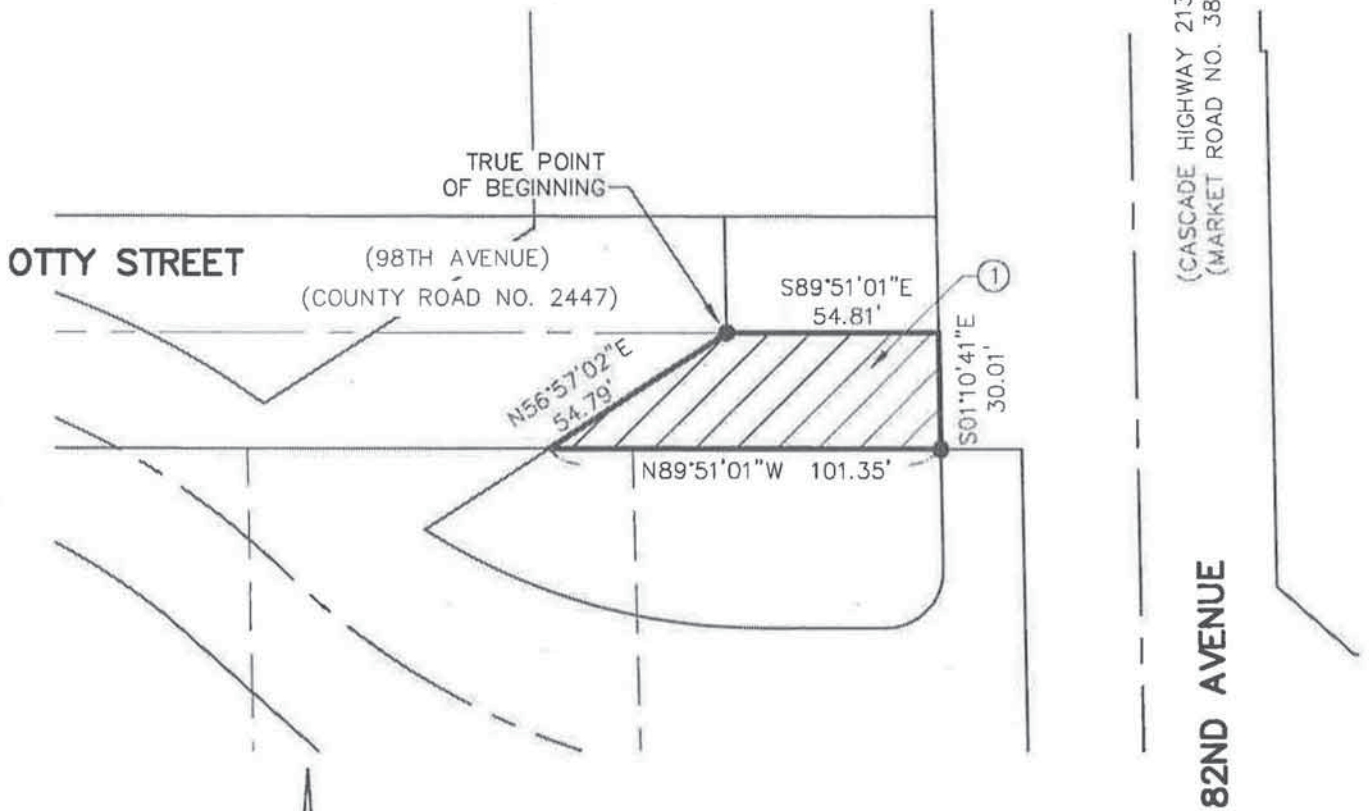 (CASCADE HIGHWAY 213
(MARKET ROAD NO. 38
TRUE POINT
OF BEGINNING
OTTY STREET
(98TH AVENUE)
(COUNTY ROAD NO. 2447)
S89°51'01"E
54.81'
1
N56°57'02"E
54.79'
S01°10'41"E
30.01'
N89°51'01"W 101.35'
82ND AVENUE